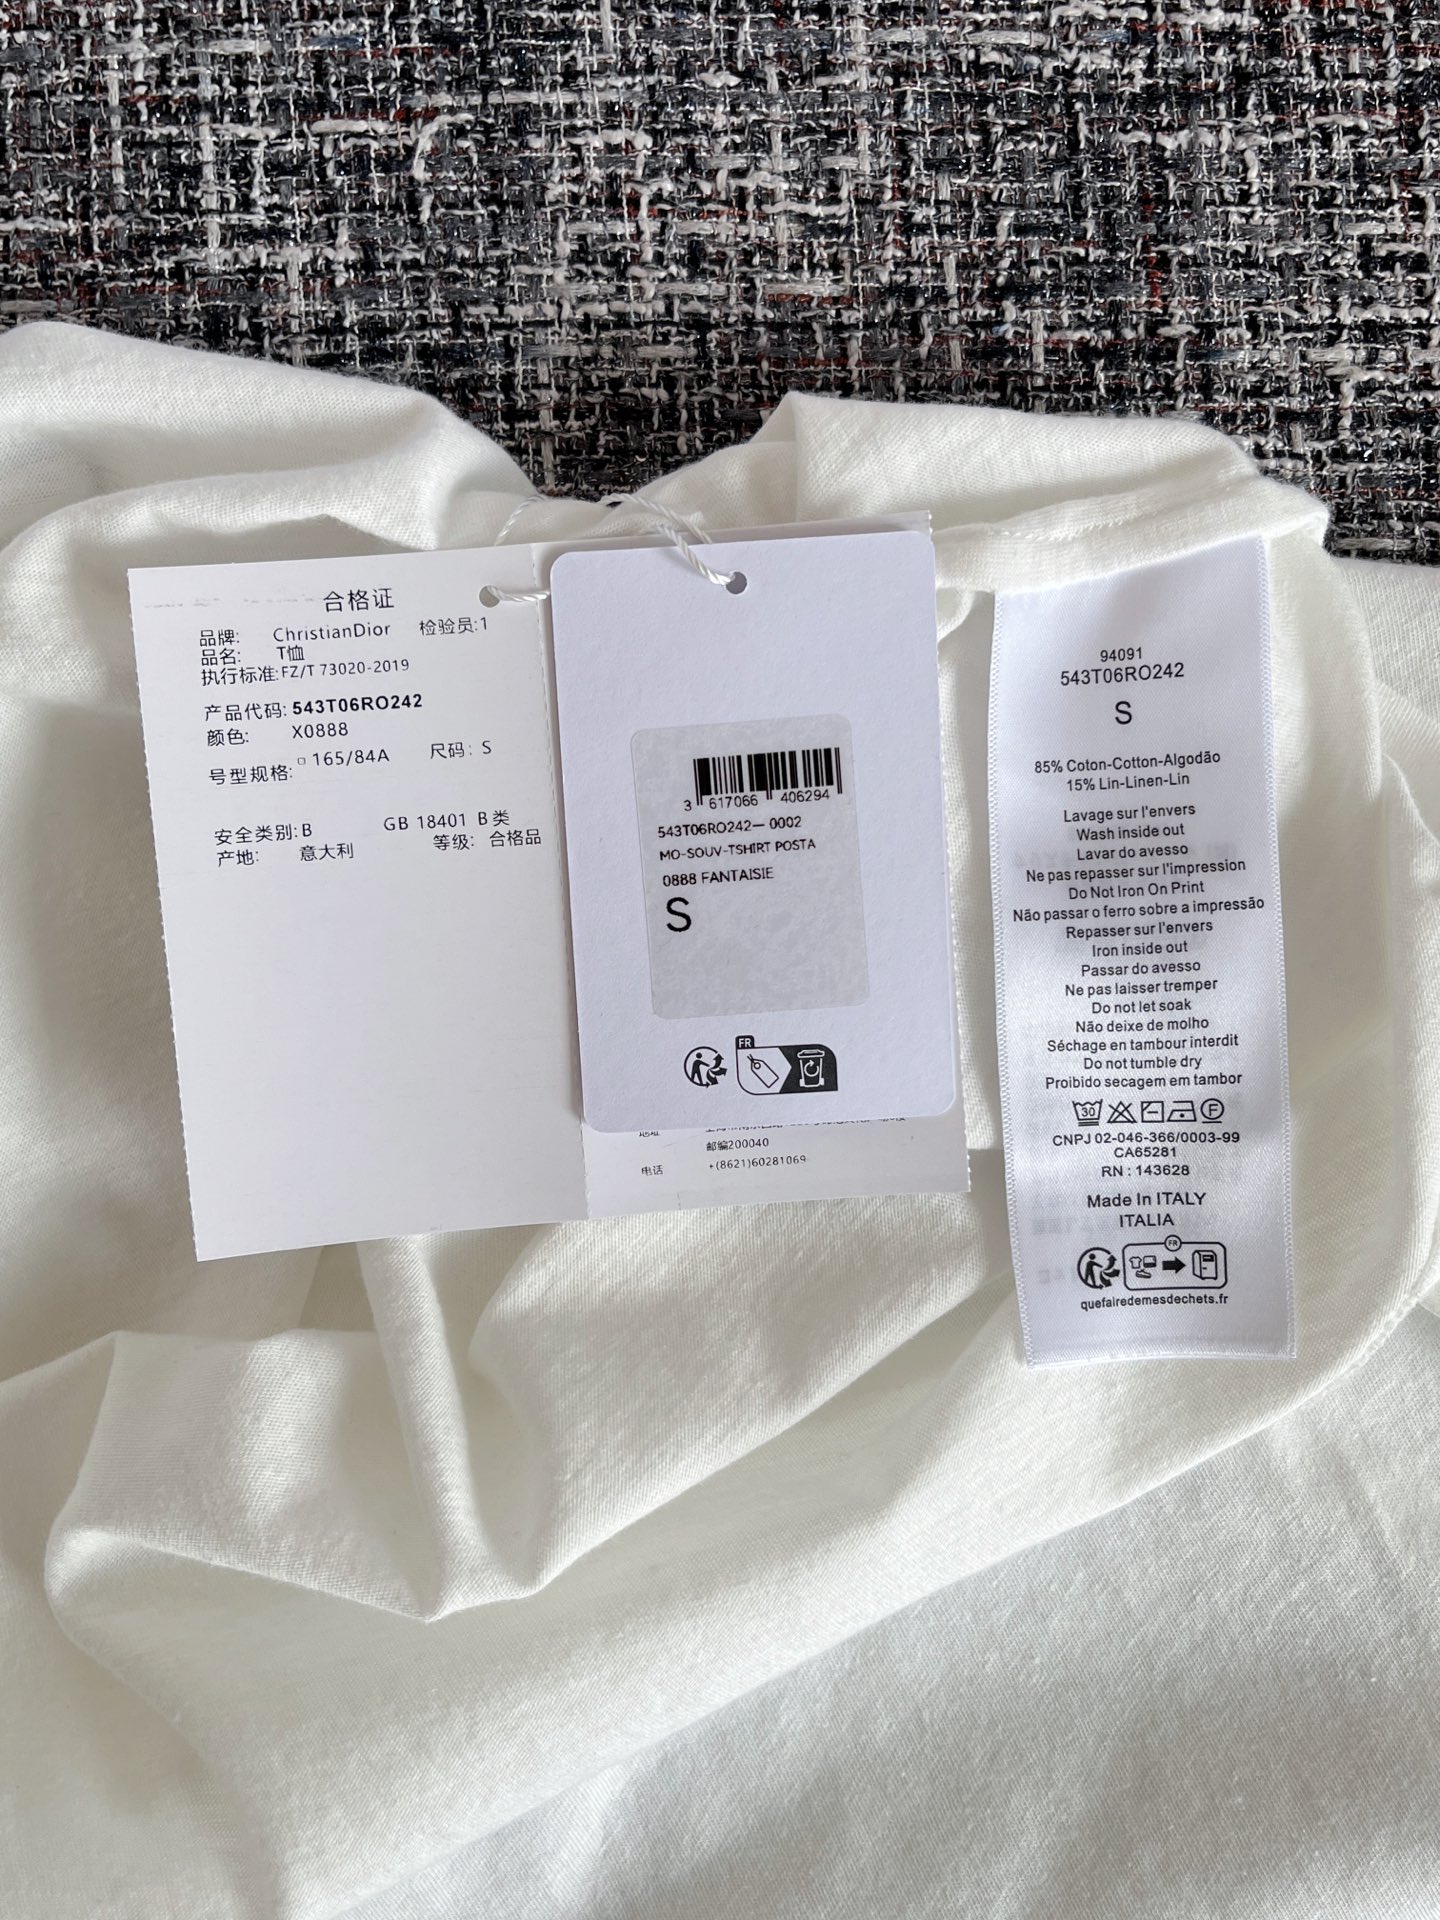 合格证
品牌: ChristianDior 检验员:1
品名: T恤
执行标准:FZ/T 73020-2019
产品代码: 543T06RO242
颜色: X0888
号型规格: 165/84A 尺码: S
安全类别: B GB 18401 B类
产地: 意大利 等级: 合格品
3 617066 406294
543T06RO242— 0002
MO-SOUV-TSHIRT POSTA
0888 FANTAISIE
S
FR
邮编200040
电话 +(8621)60281069
94091
543T06RO242
S
85% Coton-Cotton-Algodão
15% Lin-Linen-Lin
Lavage sur l'envers
Wash inside out
Lavar do avesso
Ne pas repasser sur l'impression
Do Not Iron On Print
Não passar o ferro sobre a impressão
Repasser sur l'envers
Iron inside out
Passar do avesso
Ne pas laisser tremper
Do not let soak
Não deixe de molho
Séchage en tambour interdit
Do not tumble dry
Proibido secagem em tambor
30 F
CNPJ 02-046-366/0003-99
CA65281
RN : 143628
Made In ITALY
ITALIA
FR
quefairedemesdechets.fr